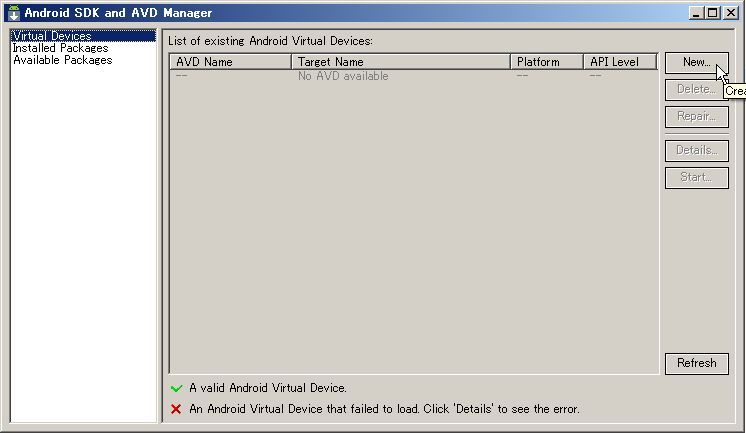 Android SDK and AVD Manager
Virtual Devices
Installed Packages
Available Packages
List of existing Android Virtual Devices:
AVD Name Target Name Platform API Level
-- No AVD available -- --
New...
Delete...
Repair...
Details...
Start...
Refresh
A valid Android Virtual Device.
An Android Virtual Device that failed to load. Click 'Details' to see the error.